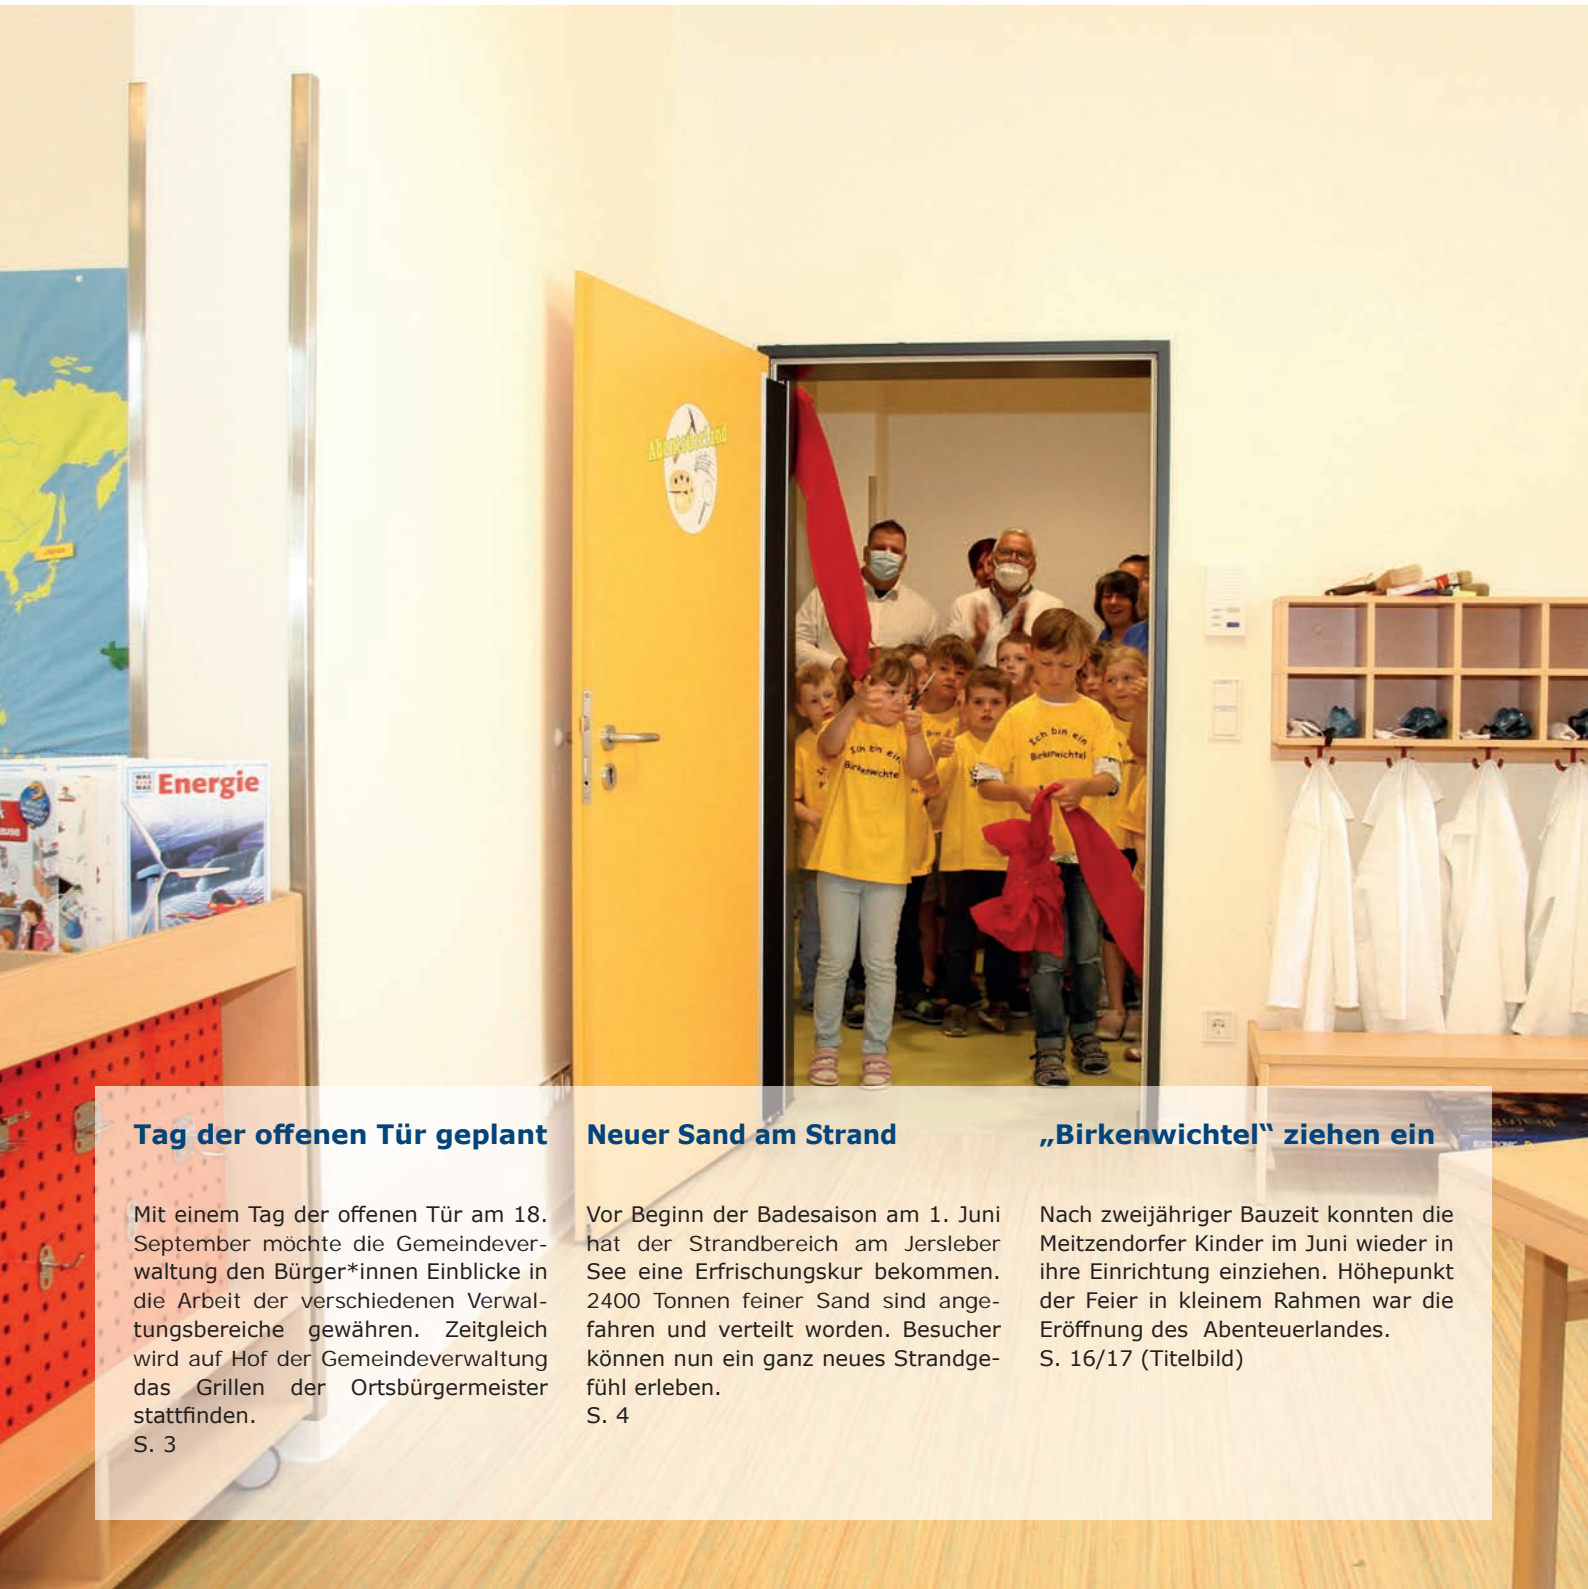 Abenteuerland
Japan
WAS
IST
WAS
Energie
Ich bin ein
Birkenwichtel
Ich bin ein
Birkenwichtel
Tag der offenen Tür geplant
Mit einem Tag der offenen Tür am 18.
September möchte die Gemeindever-
waltung den Bürger*innen Einblicke in
die Arbeit der verschiedenen Verwal-
tungsbereiche gewähren. Zeitgleich
wird auf Hof der Gemeindeverwaltung
das Grillen der Ortsbürgermeister
stattfinden.
S. 3
Neuer Sand am Strand
Vor Beginn der Badesaison am 1. Juni
hat der Strandbereich am Jersleber
See eine Erfrischungskur bekommen.
2400 Tonnen feiner Sand sind ange-
fahren und verteilt worden. Besucher
können nun ein ganz neues Strandge-
fühl erleben.
S. 4
„Birkenwichtel“ ziehen ein
Nach zweijähriger Bauzeit konnten die
Meitzendorfer Kinder im Juni wieder in
ihre Einrichtung einziehen. Höhepunkt
der Feier in kleinem Rahmen war die
Eröffnung des Abenteuerlandes.
S. 16/17 (Titelbild)